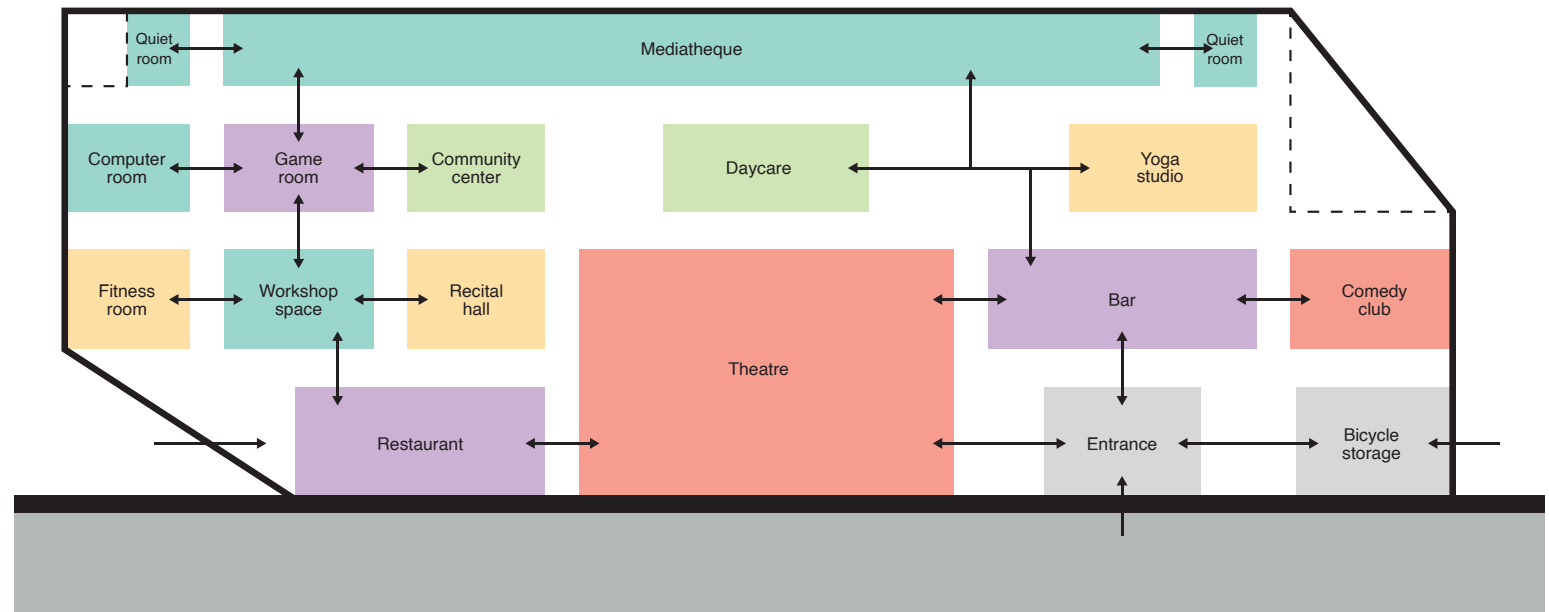 Quiet
room
Mediatheque
Quiet
room
Computer
room
Game
room
Community
center
Daycare
Yoga
studio
Fitness
room
Workshop
space
Recital
hall
Theatre
Bar
Comedy
club
Restaurant
Entrance
Bicycle
storage